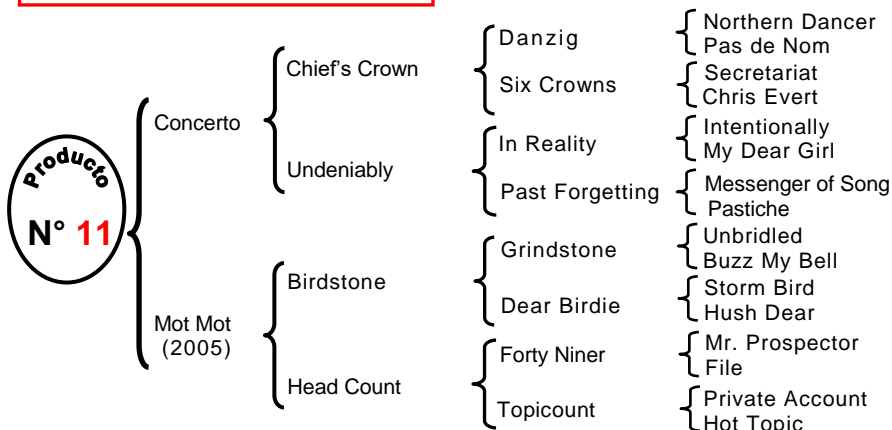 Producto
N° 11
Concerto
Mot Mot
(2005)
Chief's Crown
Undeniably
Birdstone
Head Count
Danzig
Six Crowns
In Reality
Past Forgetting
Grindstone
Dear Birdie
Forty Niner
Topicount
Northern Dancer
Pas de Nom
Secretariat
Chris Evert
Intentionally
My Dear Girl
Messenger of Song
Pastiche
Unbridled
Buzz My Bell
Storm Bird
Hush Dear
Mr. Prospector
File
Private Account
Hot Topic